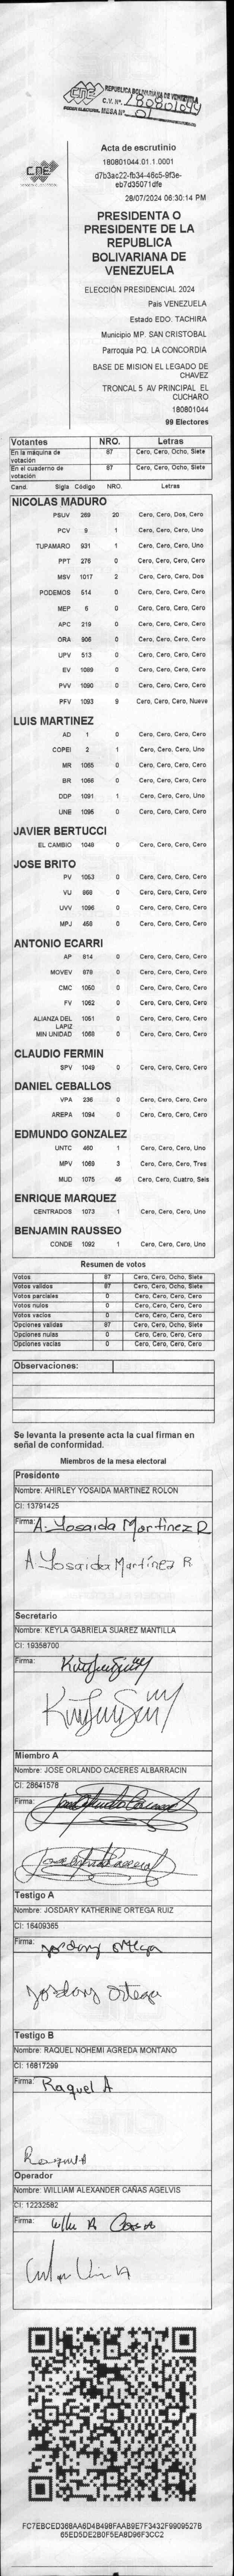 CNE
PODER ELECTORAL
REPUBLICA BOLIVARIANA DE VENEZUELA
C.V. Nº. 180801044
MESA Nº 01
CNE
Acta de escrutinio
180801044.01.1.0001
d7b3ac22-fb34-46c5-8f3e-
eb7d35071dfe
28/07/2024 06:30:14 PM
PRESIDENTA O
PRESIDENTE DE LA
REPUBLICA
BOLIVARIANA DE
VENEZUELA
ELECCIÓN PRESIDENCIAL 2024
Pais VENEZUELA
Estado EDO. TACHIRA
Municipio MP. SAN CRISTOBAL
Parroquia PQ. LA CONCORDIA
BASE DE MISION EL LEGADO DE
CHAVEZ
TRONCAL 5 AV PRINCIPAL EL
CUCHARO
180801044
99 Electores
Votantes NRO. Letras
En la máquina de votación 87 Cero, Cero, Ocho, Siete
En el cuaderno de votación 87 Cero, Cero, Ocho, Siete
Cand. Sigla Código NRO. Letras
NICOLAS MADURO
PSUV 269 20 Cero, Cero, Dos, Cero
PCV 9 1 Cero, Cero, Cero, Uno
TUPAMARO 931 1 Cero, Cero, Cero, Uno
PPT 276 0 Cero, Cero, Cero, Cero
MSV 1017 2 Cero, Cero, Cero, Dos
PODEMOS 514 0 Cero, Cero, Cero, Cero
MEP 6 0 Cero, Cero, Cero, Cero
APC 219 0 Cero, Cero, Cero, Cero
ORA 906 0 Cero, Cero, Cero, Cero
UPV 513 0 Cero, Cero, Cero, Cero
EV 1089 0 Cero, Cero, Cero, Cero
PVV 1090 0 Cero, Cero, Cero, Cero
PFV 1093 9 Cero, Cero, Cero, Nueve
LUIS MARTINEZ
AD 1 0 Cero, Cero, Cero, Cero
COPEI 2 1 Cero, Cero, Cero, Uno
MR 1065 0 Cero, Cero, Cero, Cero
BR 1066 0 Cero, Cero, Cero, Cero
DDP 1091 1 Cero, Cero, Cero, Uno
UNE 1095 0 Cero, Cero, Cero, Cero
JAVIER BERTUCCI
EL CAMBIO 1046 0 Cero, Cero, Cero, Cero
JOSE BRITO
PV 1053 0 Cero, Cero, Cero, Cero
VU 868 0 Cero, Cero, Cero, Cero
UVV 1096 0 Cero, Cero, Cero, Cero
MPJ 458 0 Cero, Cero, Cero, Cero
ANTONIO ECARRI
AP 814 0 Cero, Cero, Cero, Cero
MOVEV 879 0 Cero, Cero, Cero, Cero
CMC 1050 0 Cero, Cero, Cero, Cero
FV 1052 0 Cero, Cero, Cero, Cero
ALIANZA DEL LAPIZ 1051 0 Cero, Cero, Cero, Cero
MIN UNIDAD 1068 0 Cero, Cero, Cero, Cero
CLAUDIO FERMIN
SPV 1049 0 Cero, Cero, Cero, Cero
DANIEL CEBALLOS
VPA 236 0 Cero, Cero, Cero, Cero
AREPA 1094 0 Cero, Cero, Cero, Cero
EDMUNDO GONZALEZ
UNTC 460 1 Cero, Cero, Cero, Uno
MPV 1069 3 Cero, Cero, Cero, Tres
MUD 1075 46 Cero, Cero, Cuatro, Seis
ENRIQUE MARQUEZ
CENTRADOS 1073 1 Cero, Cero, Cero, Uno
BENJAMIN RAUSSEO
CONDE 1092 1 Cero, Cero, Cero, Uno
Resumen de votos
Votos 87 Cero, Cero, Ocho, Siete
Votos validos 87 Cero, Cero, Ocho, Siete
Votos parciales 0 Cero, Cero, Cero, Cero
Votos nulos 0 Cero, Cero, Cero, Cero
Votos vacios 0 Cero, Cero, Cero, Cero
Opciones validas 87 Cero, Cero, Ocho, Siete
Opciones nulas 0 Cero, Cero, Cero, Cero
Opciones vacias 0 Cero, Cero, Cero, Cero
Observaciones:
Se levanta la presente acta la cual firman en
señal de conformidad.
Miembros de la mesa electoral
Presidente
Nombre: AHIRLEY YOSAIDA MARTINEZ ROLON
CI: 13791425
Firma: A. Yosaida Martínez R
A Yosaida Martínez R
Secretario
Nombre: KEYLA GABRIELA SUAREZ MANTILLA
CI: 19358700
Firma:
Miembro A
Nombre: JOSE ORLANDO CACERES ALBARRACIN
CI: 28641578
Firma:
Testigo A
Nombre: JOSDARY KATHERINE ORTEGA RUIZ
CI: 16409365
Firma: Josdary Ortega
Josdary Ortega
Testigo B
Nombre: RAQUEL NOHEMI AGREDA MONTANO
CI: 16817299
Firma: Raquel A
Raquel A
Operador
Nombre: WILLIAM ALEXANDER CAÑAS AGELVIS
CI: 12232582
Firma:
FC7EBCED368AA6D4B498FAAB9E7F3432F9909527B
65ED5DE2B0F5EA8D96F3CC2